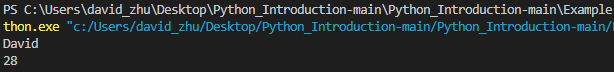 PS C:\Users\david_zhu\Desktop\Python_Introduction-main\Python_Introduction-main\Example
thon.exe "c:/Users/david_zhu/Desktop/Python_Introduction-main/Python_Introduction-main/
David
28